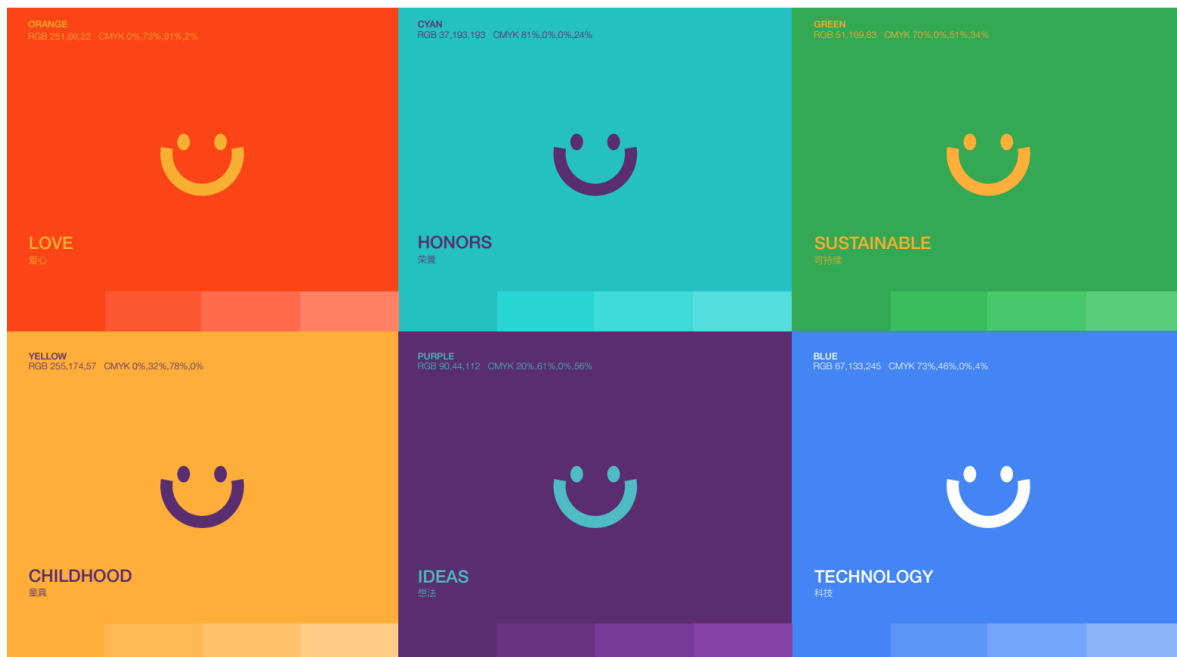 ORANGE
RGB 251,69,22 CMYK 0%,73%,91%,2%
LOVE
爱心
CYAN
RGB 37,193,193 CMYK 81%,0%,0%,24%
HONORS
荣誉
GREEN
RGB 51,169,83 CMYK 70%,0%,51%,34%
SUSTAINABLE
可持续
YELLOW
RGB 255,174,57 CMYK 0%,32%,78%,0%
CHILDHOOD
童真
PURPLE
RGB 90,44,112 CMYK 20%,61%,0%,56%
IDEAS
想法
BLUE
RGB 67,133,245 CMYK 73%,46%,0%,4%
TECHNOLOGY
科技